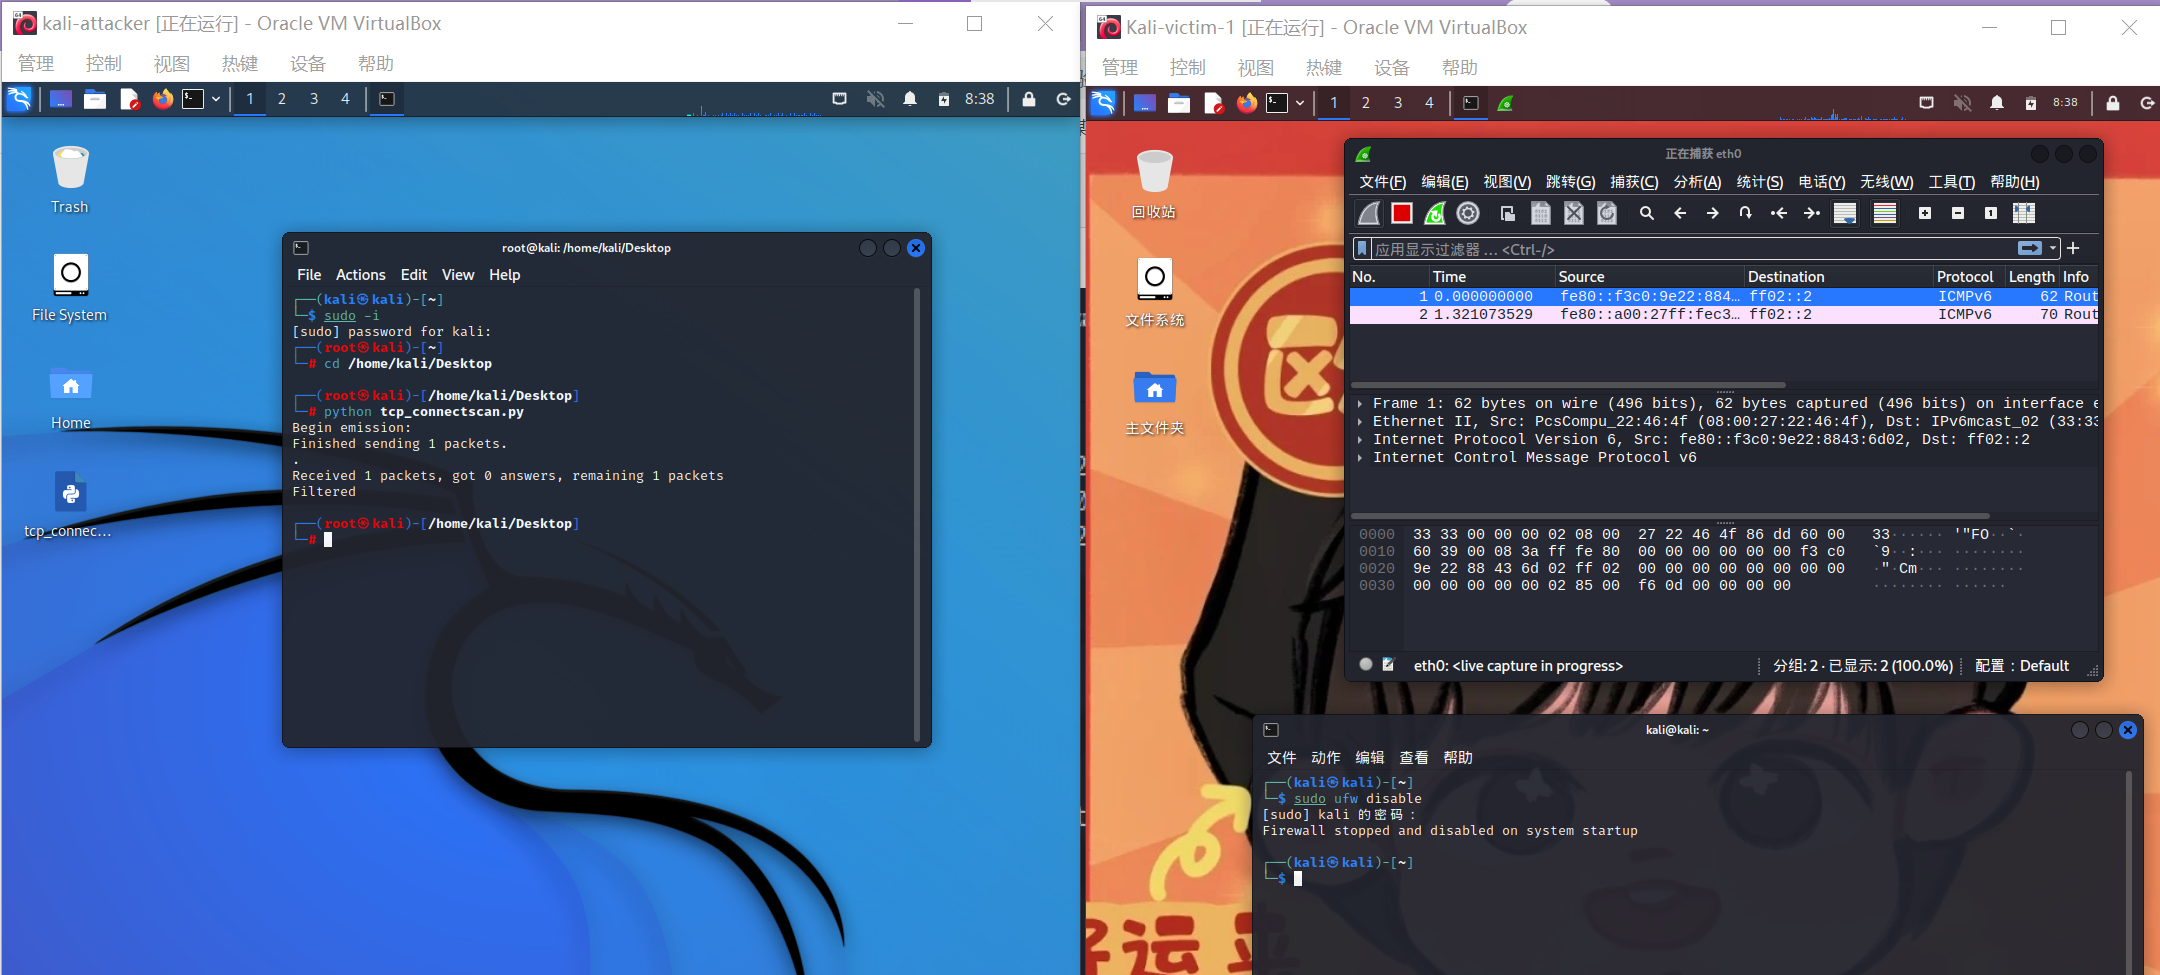 kali-attacker [正在运行] - Oracle VM VirtualBox
管理 控制 视图 热键 设备 帮助
1 2 3 4 8:38
Trash
File System
Home
tcp_connec...
root@kali: /home/kali/Desktop
File Actions Edit View Help
┌──(kali㉿kali)-[~]
└─$ sudo -i
[sudo] password for kali:
┌──(root㉿kali)-[~]
└─# cd /home/kali/Desktop
┌──(root㉿kali)-[/home/kali/Desktop]
└─# python tcp_connectscan.py
Begin emission:
Finished sending 1 packets.
.
Received 1 packets, got 0 answers, remaining 1 packets
Filtered
┌──(root㉿kali)-[/home/kali/Desktop]
└─#
Kali-victim-1 [正在运行] - Oracle VM VirtualBox
管理 控制 视图 热键 设备 帮助
1 2 3 4 8:38
回收站
文件系统
主文件夹
正在捕获 eth0
文件(F) 编辑(E) 视图(V) 跳转(G) 捕获(C) 分析(A) 统计(S) 电话(Y) 无线(W) 工具(T) 帮助(H)
应用显示过滤器 … <Ctrl-/>
No. Time Source Destination Protocol Length Info
1 0.000000000 fe80::f3c0:9e22:884… ff02::2 ICMPv6 62 Rout
2 1.321073529 fe80::a00:27ff:fec3… ff02::2 ICMPv6 70 Rout
Frame 1: 62 bytes on wire (496 bits), 62 bytes captured (496 bits) on interface e
Ethernet II, Src: PcsCompu_22:46:4f (08:00:27:22:46:4f), Dst: IPv6mcast_02 (33:33
Internet Protocol Version 6, Src: fe80::f3c0:9e22:8843:6d02, Dst: ff02::2
Internet Control Message Protocol v6
0000 33 33 00 00 00 02 08 00 27 22 46 4f 86 dd 60 00 33······ '"FO··`·
0010 60 39 00 08 3a ff fe 80 00 00 00 00 00 00 f3 c0 `9··:··· ········
0020 9e 22 88 43 6d 02 ff 02 00 00 00 00 00 00 00 00 ·"·Cm··· ········
0030 00 00 00 00 00 02 85 00 f6 0d 00 00 00 00 ········ ······
eth0: <live capture in progress> 分组: 2 · 已显示: 2 (100.0%) 配置：Default
kali@kali: ~
文件 动作 编辑 查看 帮助
┌──(kali㉿kali)-[~]
└─$ sudo ufw disable
[sudo] kali 的密码：
Firewall stopped and disabled on system startup
┌──(kali㉿kali)-[~]
└─$
好运来